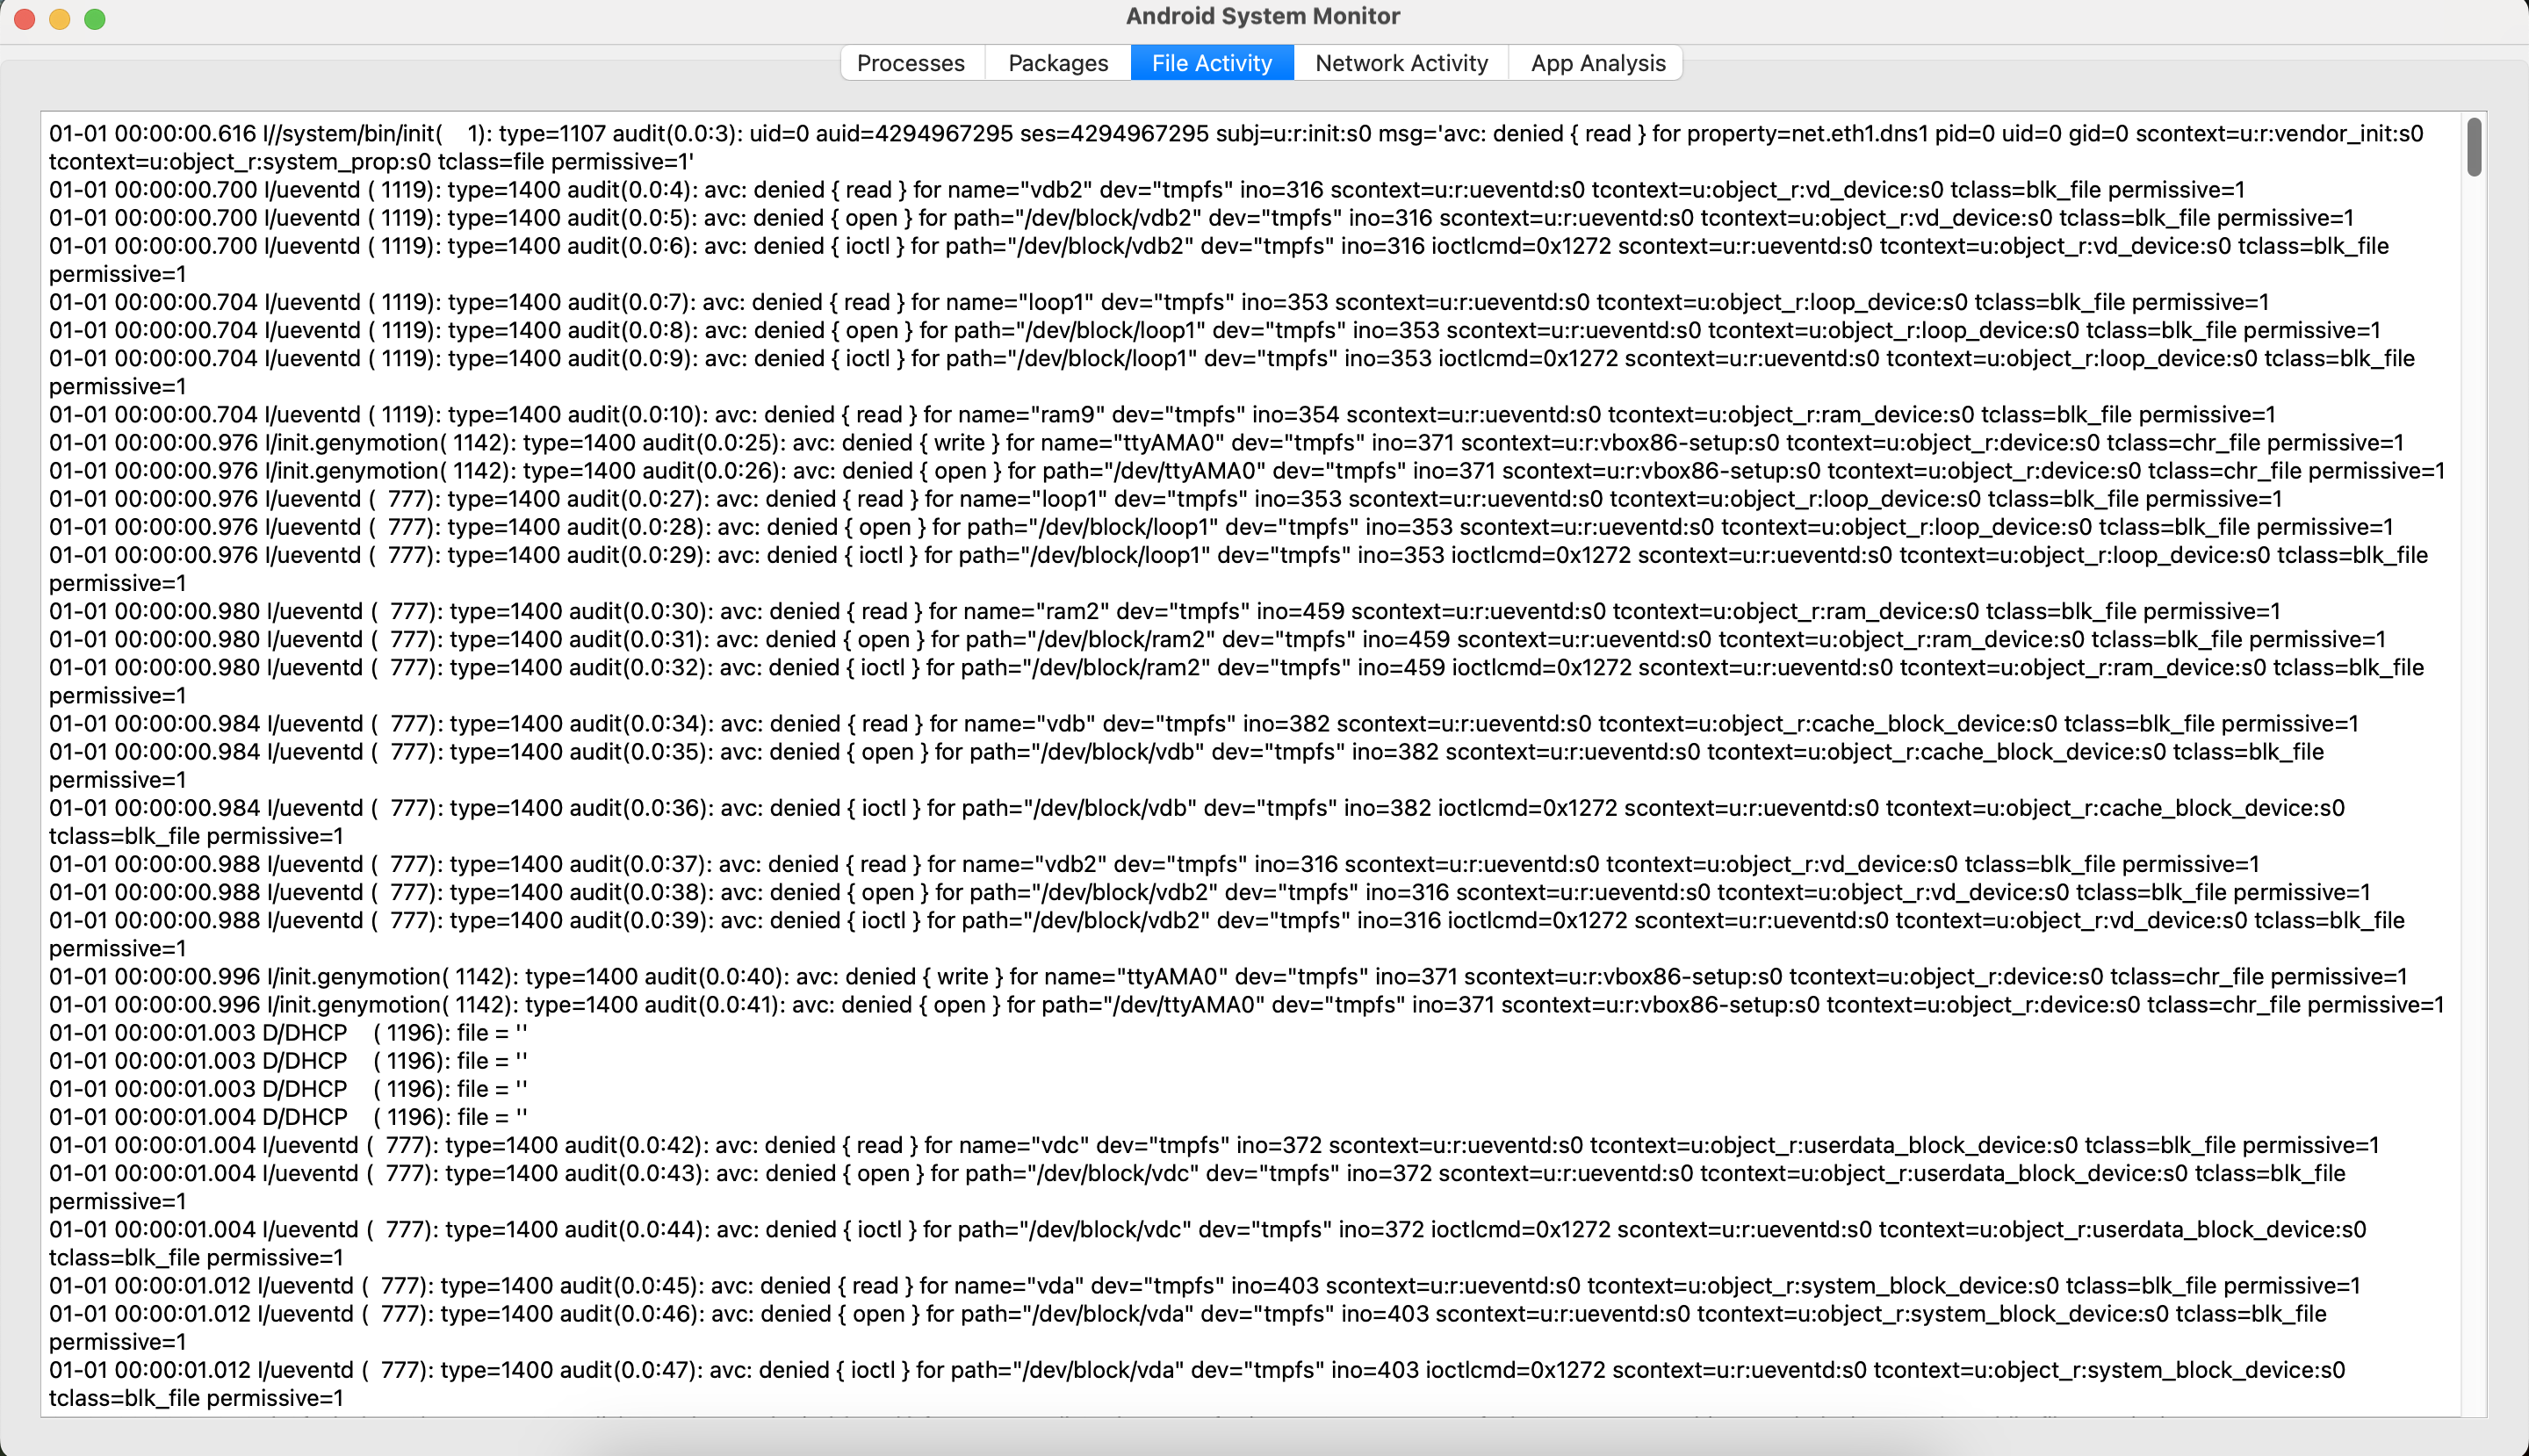 Android System Monitor
Processes Packages File Activity Network Activity App Analysis
01-01 00:00:00.616 I//system/bin/init(    1): type=1107 audit(0.0:3): uid=0 auid=4294967295 ses=4294967295 subj=u:r:init:s0 msg='avc: denied { read } for property=net.eth1.dns1 pid=0 uid=0 gid=0 scontext=u:r:vendor_init:s0
tcontext=u:object_r:system_prop:s0 tclass=file permissive=1'
01-01 00:00:00.700 I/ueventd ( 1119): type=1400 audit(0.0:4): avc: denied { read } for name="vdb2" dev="tmpfs" ino=316 scontext=u:r:ueventd:s0 tcontext=u:object_r:vd_device:s0 tclass=blk_file permissive=1
01-01 00:00:00.700 I/ueventd ( 1119): type=1400 audit(0.0:5): avc: denied { open } for path="/dev/block/vdb2" dev="tmpfs" ino=316 scontext=u:r:ueventd:s0 tcontext=u:object_r:vd_device:s0 tclass=blk_file permissive=1
01-01 00:00:00.700 I/ueventd ( 1119): type=1400 audit(0.0:6): avc: denied { ioctl } for path="/dev/block/vdb2" dev="tmpfs" ino=316 ioctlcmd=0x1272 scontext=u:r:ueventd:s0 tcontext=u:object_r:vd_device:s0 tclass=blk_file
permissive=1
01-01 00:00:00.704 I/ueventd ( 1119): type=1400 audit(0.0:7): avc: denied { read } for name="loop1" dev="tmpfs" ino=353 scontext=u:r:ueventd:s0 tcontext=u:object_r:loop_device:s0 tclass=blk_file permissive=1
01-01 00:00:00.704 I/ueventd ( 1119): type=1400 audit(0.0:8): avc: denied { open } for path="/dev/block/loop1" dev="tmpfs" ino=353 scontext=u:r:ueventd:s0 tcontext=u:object_r:loop_device:s0 tclass=blk_file permissive=1
01-01 00:00:00.704 I/ueventd ( 1119): type=1400 audit(0.0:9): avc: denied { ioctl } for path="/dev/block/loop1" dev="tmpfs" ino=353 ioctlcmd=0x1272 scontext=u:r:ueventd:s0 tcontext=u:object_r:loop_device:s0 tclass=blk_file
permissive=1
01-01 00:00:00.704 I/ueventd ( 1119): type=1400 audit(0.0:10): avc: denied { read } for name="ram9" dev="tmpfs" ino=354 scontext=u:r:ueventd:s0 tcontext=u:object_r:ram_device:s0 tclass=blk_file permissive=1
01-01 00:00:00.976 I/init.genymotion( 1142): type=1400 audit(0.0:25): avc: denied { write } for name="ttyAMA0" dev="tmpfs" ino=371 scontext=u:r:vbox86-setup:s0 tcontext=u:object_r:device:s0 tclass=chr_file permissive=1
01-01 00:00:00.976 I/init.genymotion( 1142): type=1400 audit(0.0:26): avc: denied { open } for path="/dev/ttyAMA0" dev="tmpfs" ino=371 scontext=u:r:vbox86-setup:s0 tcontext=u:object_r:device:s0 tclass=chr_file permissive=1
01-01 00:00:00.976 I/ueventd (  777): type=1400 audit(0.0:27): avc: denied { read } for name="loop1" dev="tmpfs" ino=353 scontext=u:r:ueventd:s0 tcontext=u:object_r:loop_device:s0 tclass=blk_file permissive=1
01-01 00:00:00.976 I/ueventd (  777): type=1400 audit(0.0:28): avc: denied { open } for path="/dev/block/loop1" dev="tmpfs" ino=353 scontext=u:r:ueventd:s0 tcontext=u:object_r:loop_device:s0 tclass=blk_file permissive=1
01-01 00:00:00.976 I/ueventd (  777): type=1400 audit(0.0:29): avc: denied { ioctl } for path="/dev/block/loop1" dev="tmpfs" ino=353 ioctlcmd=0x1272 scontext=u:r:ueventd:s0 tcontext=u:object_r:loop_device:s0 tclass=blk_file
permissive=1
01-01 00:00:00.980 I/ueventd (  777): type=1400 audit(0.0:30): avc: denied { read } for name="ram2" dev="tmpfs" ino=459 scontext=u:r:ueventd:s0 tcontext=u:object_r:ram_device:s0 tclass=blk_file permissive=1
01-01 00:00:00.980 I/ueventd (  777): type=1400 audit(0.0:31): avc: denied { open } for path="/dev/block/ram2" dev="tmpfs" ino=459 scontext=u:r:ueventd:s0 tcontext=u:object_r:ram_device:s0 tclass=blk_file permissive=1
01-01 00:00:00.980 I/ueventd (  777): type=1400 audit(0.0:32): avc: denied { ioctl } for path="/dev/block/ram2" dev="tmpfs" ino=459 ioctlcmd=0x1272 scontext=u:r:ueventd:s0 tcontext=u:object_r:ram_device:s0 tclass=blk_file
permissive=1
01-01 00:00:00.984 I/ueventd (  777): type=1400 audit(0.0:34): avc: denied { read } for name="vdb" dev="tmpfs" ino=382 scontext=u:r:ueventd:s0 tcontext=u:object_r:cache_block_device:s0 tclass=blk_file permissive=1
01-01 00:00:00.984 I/ueventd (  777): type=1400 audit(0.0:35): avc: denied { open } for path="/dev/block/vdb" dev="tmpfs" ino=382 scontext=u:r:ueventd:s0 tcontext=u:object_r:cache_block_device:s0 tclass=blk_file
permissive=1
01-01 00:00:00.984 I/ueventd (  777): type=1400 audit(0.0:36): avc: denied { ioctl } for path="/dev/block/vdb" dev="tmpfs" ino=382 ioctlcmd=0x1272 scontext=u:r:ueventd:s0 tcontext=u:object_r:cache_block_device:s0
tclass=blk_file permissive=1
01-01 00:00:00.988 I/ueventd (  777): type=1400 audit(0.0:37): avc: denied { read } for name="vdb2" dev="tmpfs" ino=316 scontext=u:r:ueventd:s0 tcontext=u:object_r:vd_device:s0 tclass=blk_file permissive=1
01-01 00:00:00.988 I/ueventd (  777): type=1400 audit(0.0:38): avc: denied { open } for path="/dev/block/vdb2" dev="tmpfs" ino=316 scontext=u:r:ueventd:s0 tcontext=u:object_r:vd_device:s0 tclass=blk_file permissive=1
01-01 00:00:00.988 I/ueventd (  777): type=1400 audit(0.0:39): avc: denied { ioctl } for path="/dev/block/vdb2" dev="tmpfs" ino=316 ioctlcmd=0x1272 scontext=u:r:ueventd:s0 tcontext=u:object_r:vd_device:s0 tclass=blk_file
permissive=1
01-01 00:00:00.996 I/init.genymotion( 1142): type=1400 audit(0.0:40): avc: denied { write } for name="ttyAMA0" dev="tmpfs" ino=371 scontext=u:r:vbox86-setup:s0 tcontext=u:object_r:device:s0 tclass=chr_file permissive=1
01-01 00:00:00.996 I/init.genymotion( 1142): type=1400 audit(0.0:41): avc: denied { open } for path="/dev/ttyAMA0" dev="tmpfs" ino=371 scontext=u:r:vbox86-setup:s0 tcontext=u:object_r:device:s0 tclass=chr_file permissive=1
01-01 00:00:01.003 D/DHCP    ( 1196): file = ''
01-01 00:00:01.003 D/DHCP    ( 1196): file = ''
01-01 00:00:01.003 D/DHCP    ( 1196): file = ''
01-01 00:00:01.004 D/DHCP    ( 1196): file = ''
01-01 00:00:01.004 I/ueventd (  777): type=1400 audit(0.0:42): avc: denied { read } for name="vdc" dev="tmpfs" ino=372 scontext=u:r:ueventd:s0 tcontext=u:object_r:userdata_block_device:s0 tclass=blk_file permissive=1
01-01 00:00:01.004 I/ueventd (  777): type=1400 audit(0.0:43): avc: denied { open } for path="/dev/block/vdc" dev="tmpfs" ino=372 scontext=u:r:ueventd:s0 tcontext=u:object_r:userdata_block_device:s0 tclass=blk_file
permissive=1
01-01 00:00:01.004 I/ueventd (  777): type=1400 audit(0.0:44): avc: denied { ioctl } for path="/dev/block/vdc" dev="tmpfs" ino=372 ioctlcmd=0x1272 scontext=u:r:ueventd:s0 tcontext=u:object_r:userdata_block_device:s0
tclass=blk_file permissive=1
01-01 00:00:01.012 I/ueventd (  777): type=1400 audit(0.0:45): avc: denied { read } for name="vda" dev="tmpfs" ino=403 scontext=u:r:ueventd:s0 tcontext=u:object_r:system_block_device:s0 tclass=blk_file permissive=1
01-01 00:00:01.012 I/ueventd (  777): type=1400 audit(0.0:46): avc: denied { open } for path="/dev/block/vda" dev="tmpfs" ino=403 scontext=u:r:ueventd:s0 tcontext=u:object_r:system_block_device:s0 tclass=blk_file
permissive=1
01-01 00:00:01.012 I/ueventd (  777): type=1400 audit(0.0:47): avc: denied { ioctl } for path="/dev/block/vda" dev="tmpfs" ino=403 ioctlcmd=0x1272 scontext=u:r:ueventd:s0 tcontext=u:object_r:system_block_device:s0
tclass=blk_file permissive=1